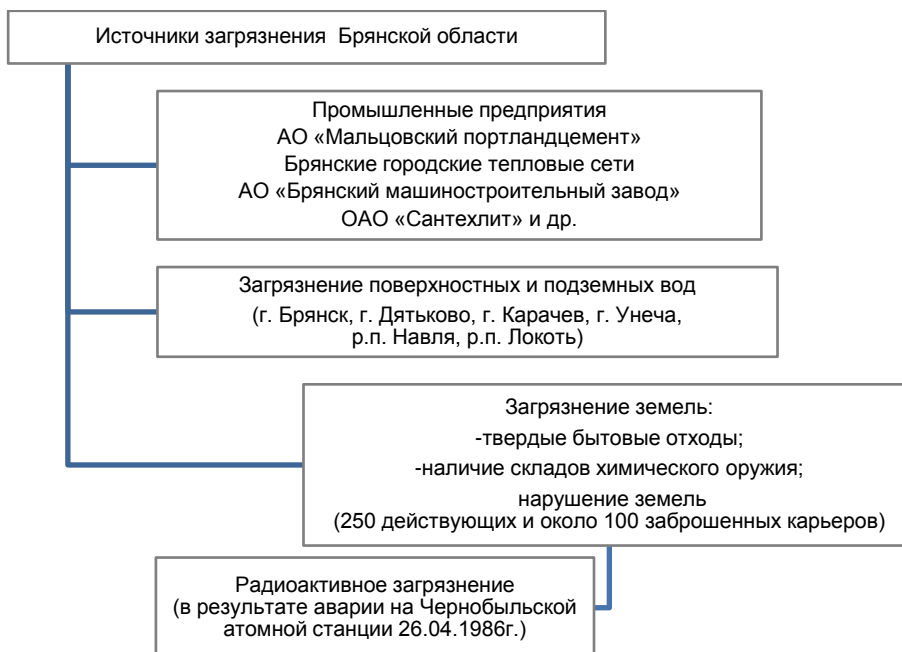 Источники загрязнения Брянской области
Промышленные предприятия
АО «Мальцовский портландцемент»
Брянские городские тепловые сети
АО «Брянский машиностроительный завод»
ОАО «Сантехлит» и др.
Загрязнение поверхностных и подземных вод
(г. Брянск, г. Дятьково, г. Карачев, г. Унеча,
р.п. Навля, р.п. Локоть)
Загрязнение земель:
-твердые бытовые отходы;
-наличие складов химического оружия;
нарушение земель
(250 действующих и около 100 заброшенных карьеров)
Радиоактивное загрязнение
(в результате аварии на Чернобыльской
атомной станции 26.04.1986г.)